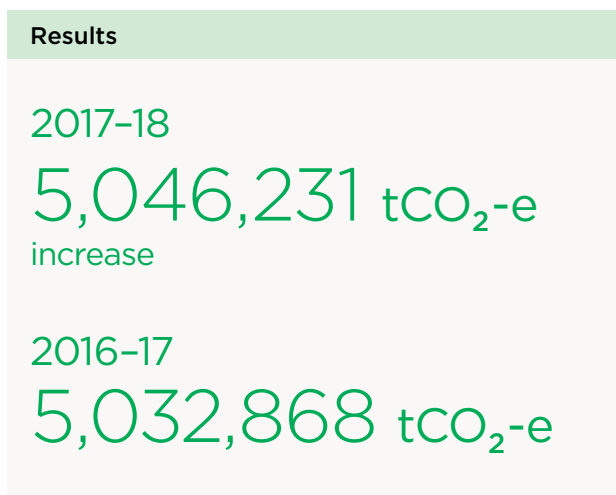 Results
2017–18
5,046,231 tCO₂-e
increase
2016–17
5,032,868 tCO₂-e